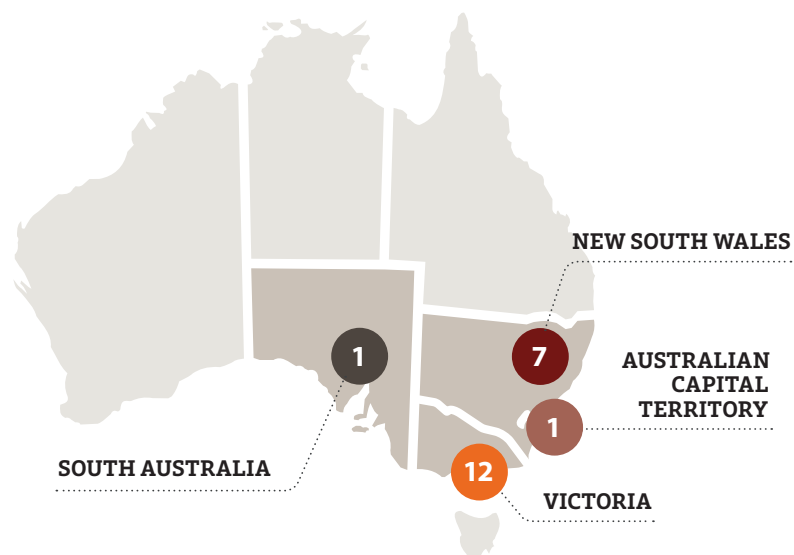 NEW SOUTH WALES
1
7
AUSTRALIAN
CAPITAL
TERRITORY
1
SOUTH AUSTRALIA
12
VICTORIA